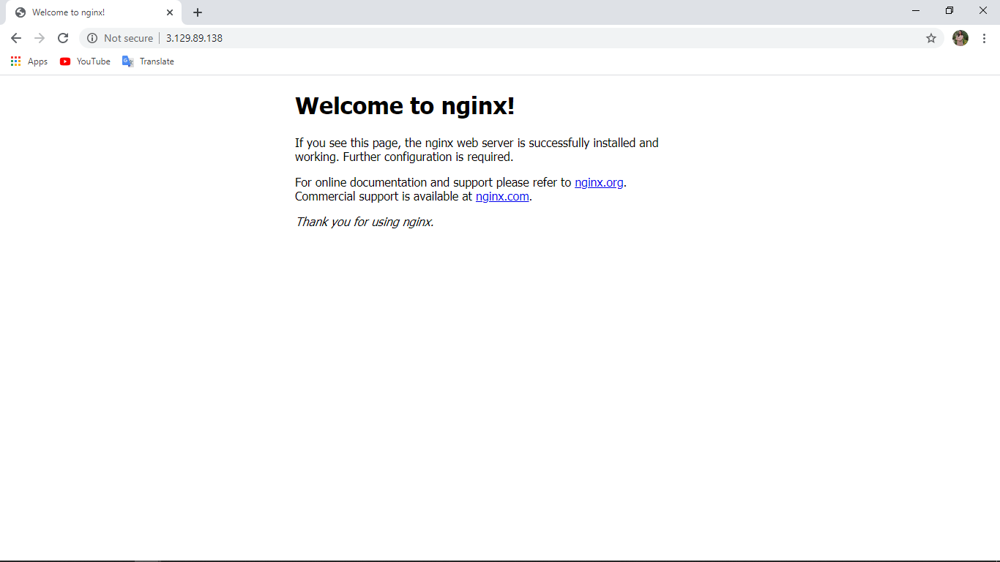 Welcome to nginx!
Not secure | 3.129.89.138
Apps YouTube Translate
Welcome to nginx!
If you see this page, the nginx web server is successfully installed and
working. Further configuration is required.
For online documentation and support please refer to nginx.org.
Commercial support is available at nginx.com.
Thank you for using nginx.